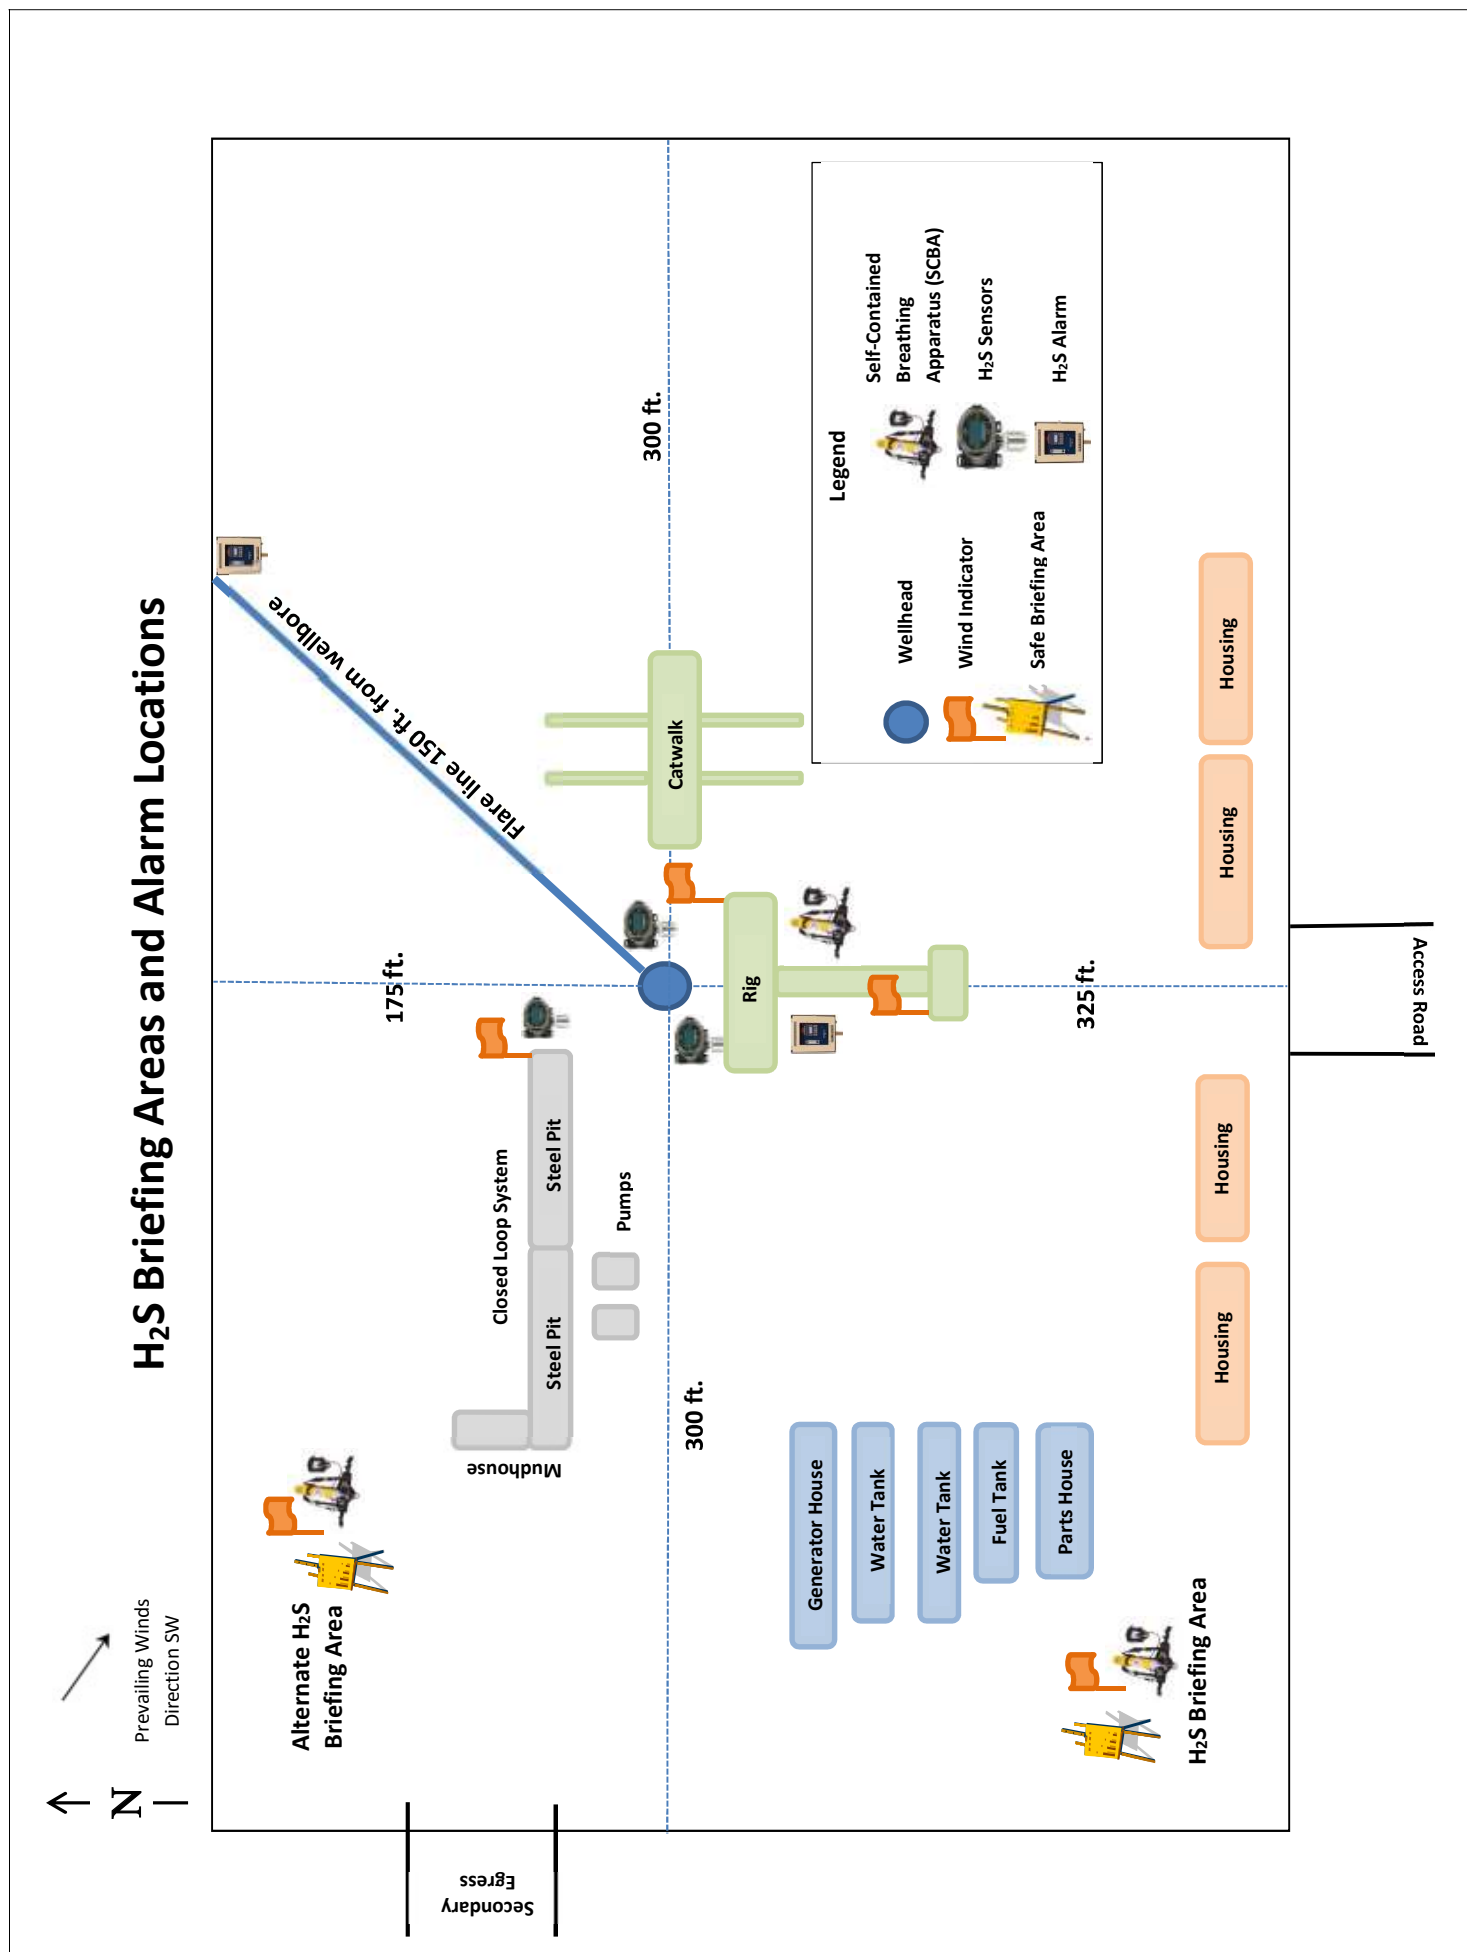 H₂S Briefing Areas and Alarm Locations
N
Prevailing Winds
Direction SW
Secondary
Egress
Alternate H₂S
Briefing Area
Mudhouse
Closed Loop System
Steel Pit
Steel Pit
Pumps
175 ft.
Flare line 150 ft. from wellbore
300 ft.
300 ft.
Catwalk
Rig
325 ft.
Generator House
Water Tank
Water Tank
Fuel Tank
Parts House
H₂S Briefing Area
Legend
Wellhead
Wind Indicator
Safe Briefing Area
Self-Contained
Breathing
Apparatus (SCBA)
H₂S Sensors
H₂S Alarm
Housing
Housing
Housing
Housing
Access Road